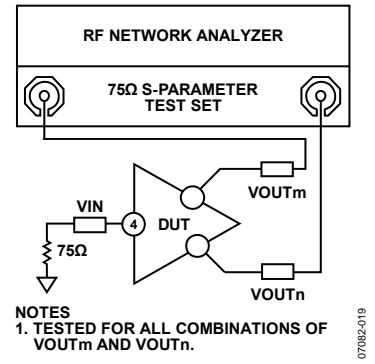 RF NETWORK ANALYZER
75Ω S-PARAMETER
TEST SET
VOUTm
VIN
4
DUT
75Ω
VOUTn
NOTES
1. TESTED FOR ALL COMBINATIONS OF
VOUTm AND VOUTn.
07082-019